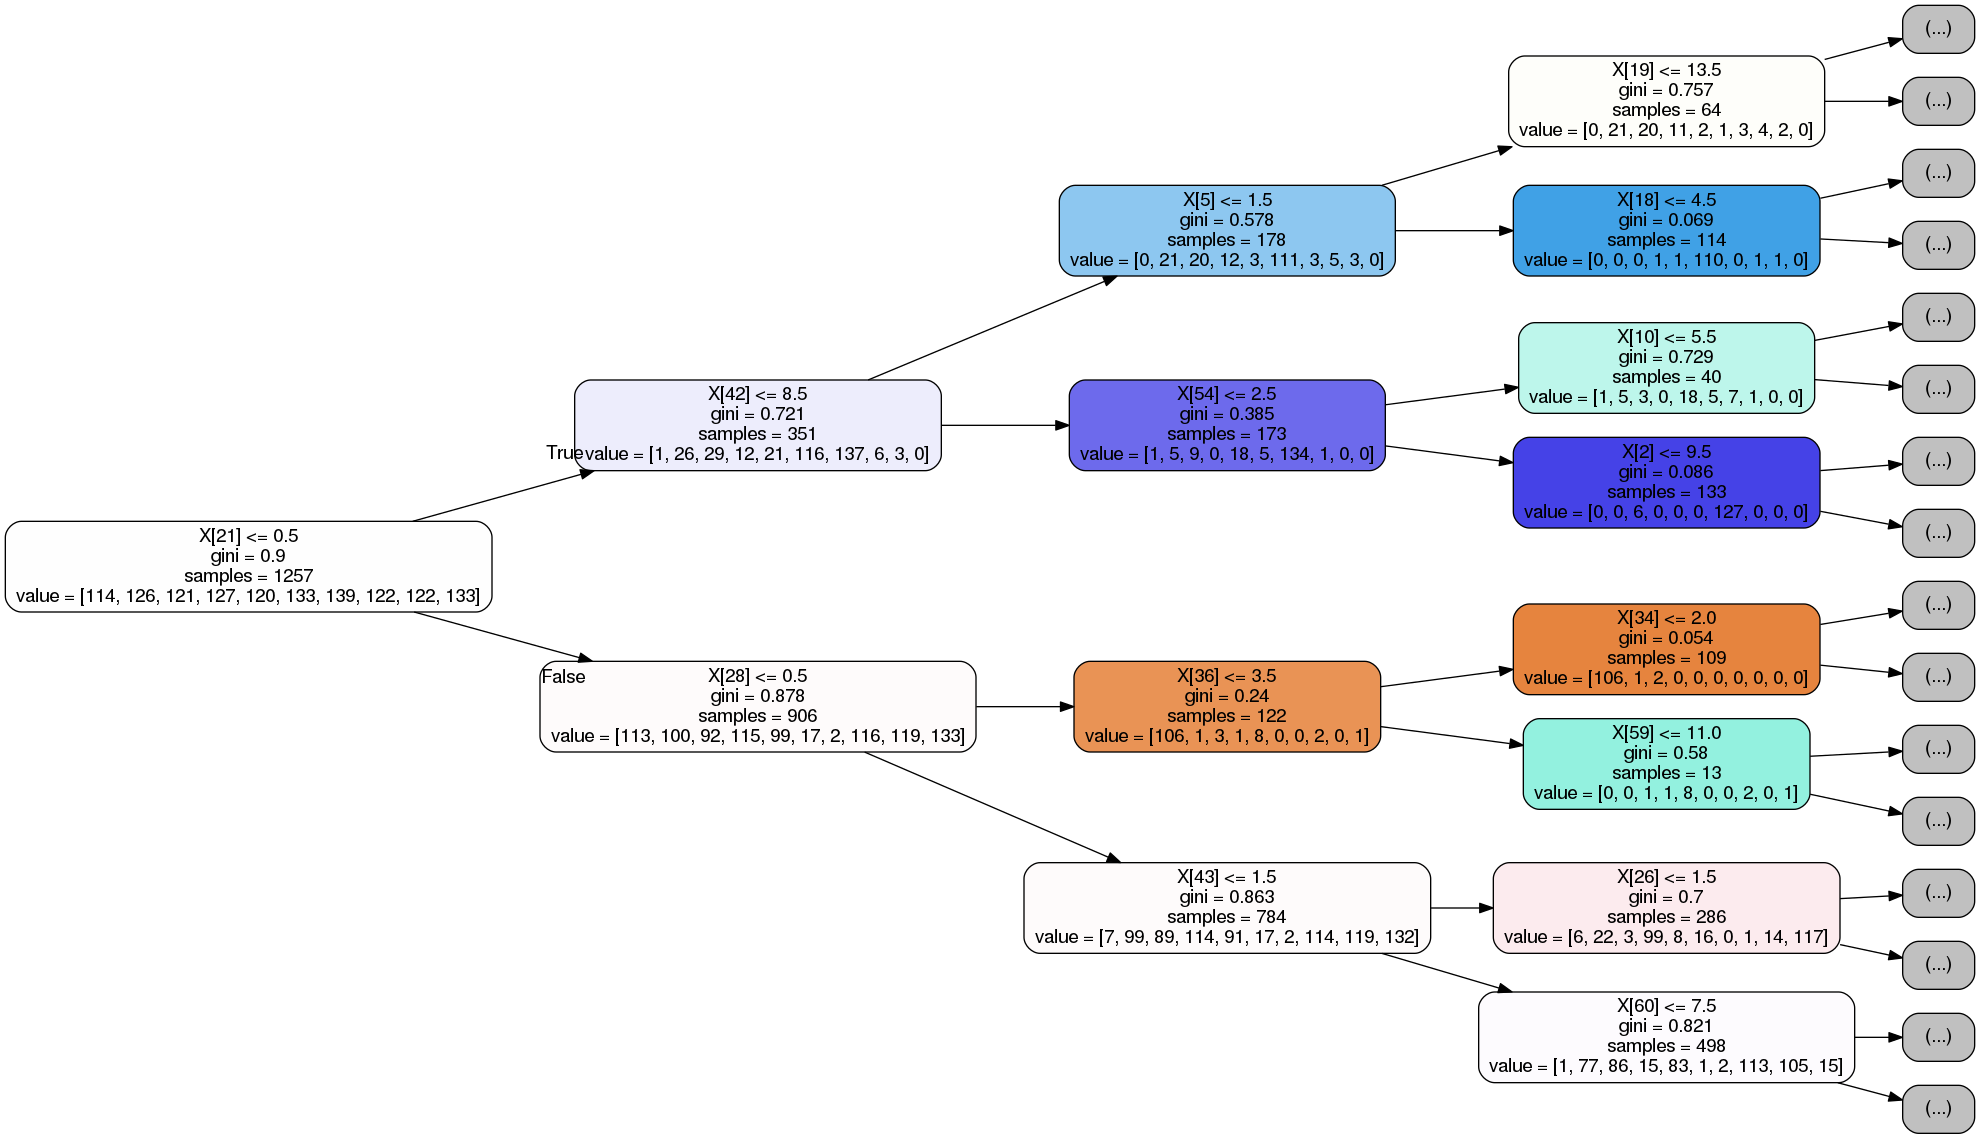 (...)
X[19] <= 13.5
gini = 0.757
samples = 64
value = [0, 21, 20, 11, 2, 1, 3, 4, 2, 0]
(...)
(...)
X[5] <= 1.5
gini = 0.578
samples = 178
value = [0, 21, 20, 12, 3, 111, 3, 5, 3, 0]
X[18] <= 4.5
gini = 0.069
samples = 114
value = [0, 0, 0, 1, 1, 110, 0, 1, 1, 0]
(...)
(...)
X[10] <= 5.5
gini = 0.729
samples = 40
value = [1, 5, 3, 0, 18, 5, 7, 1, 0, 0]
(...)
X[42] <= 8.5
gini = 0.721
samples = 351
value = [1, 26, 29, 12, 21, 116, 137, 6, 3, 0]
True
X[54] <= 2.5
gini = 0.385
samples = 173
value = [1, 5, 9, 0, 18, 5, 134, 1, 0, 0]
X[2] <= 9.5
gini = 0.086
samples = 133
value = [0, 0, 6, 0, 0, 0, 127, 0, 0, 0]
(...)
(...)
X[21] <= 0.5
gini = 0.9
samples = 1257
value = [114, 126, 121, 127, 120, 133, 139, 122, 122, 133]
X[34] <= 2.0
gini = 0.054
samples = 109
value = [106, 1, 2, 0, 0, 0, 0, 0, 0, 0]
(...)
(...)
False
X[28] <= 0.5
gini = 0.878
samples = 906
value = [113, 100, 92, 115, 99, 17, 2, 116, 119, 133]
X[36] <= 3.5
gini = 0.24
samples = 122
value = [106, 1, 3, 1, 8, 0, 0, 2, 0, 1]
X[59] <= 11.0
gini = 0.58
samples = 13
value = [0, 0, 1, 1, 8, 0, 0, 2, 0, 1]
(...)
(...)
X[43] <= 1.5
gini = 0.863
samples = 784
value = [7, 99, 89, 114, 91, 17, 2, 114, 119, 132]
X[26] <= 1.5
gini = 0.7
samples = 286
value = [6, 22, 3, 99, 8, 16, 0, 1, 14, 117]
(...)
(...)
X[60] <= 7.5
gini = 0.821
samples = 498
value = [1, 77, 86, 15, 83, 1, 2, 113, 105, 15]
(...)
(...)